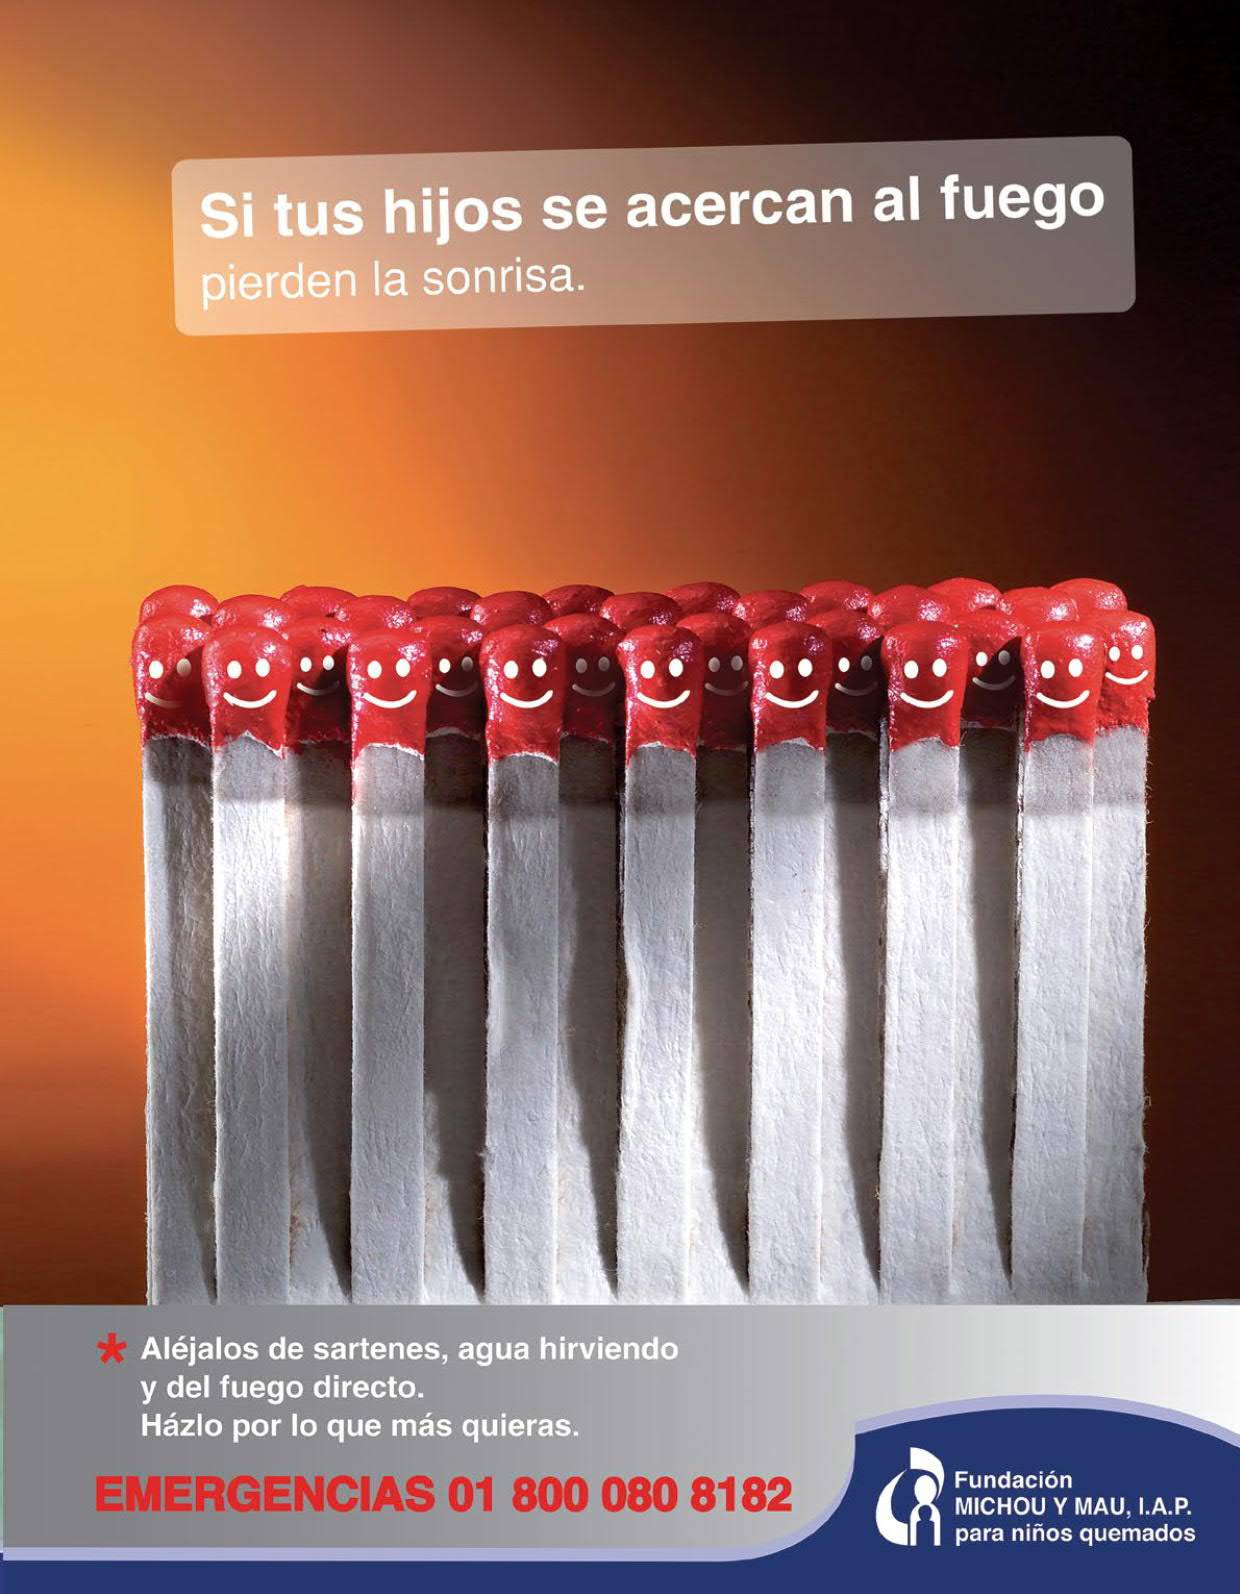 Si tus hijos se acercan al fuego
pierden la sonrisa.
* Aléjalos de sartenes, agua hirviendo
y del fuego directo.
Házlo por lo que más quieras.
EMERGENCIAS 01 800 080 8182
Fundación
MICHOU Y MAU, I.A.P.
para niños quemados